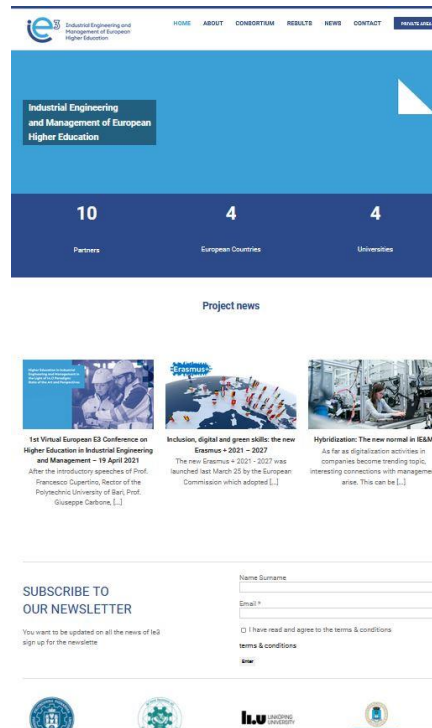 ie3
Industrial Engineering and
Management of European
Higher Education
HOME ABOUT CONSORTIUM RESULTS NEWS CONTACT PRIVATE AREA
Industrial Engineering
and Management of European
Higher Education
10 4 4
Partners European Countries Universities
Project news
Erasmus+
1st Virtual European E3 Conference on
Higher Education in Industrial Engineering
and Management – 19 April 2021
After the introductory speeches of Prof.
Francesco Cupertino, Rector of the
Polytechnic University of Bari, Prof.
Giuseppe Carbone, [...]
Inclusion, digital and green skills: the new
Erasmus + 2021 – 2027
The new Erasmus + 2021 - 2027 was
launched last March 25 by the European
Commission which adopted [...]
Hybridization: The new normal in IE&M
As far as digitalization activities in
companies become trending topic,
interesting connections with manageme
arise. This can be [...]
SUBSCRIBE TO
OUR NEWSLETTER
You want to be updated on all the news of Ie3
sign up for the newslette
Name Surname
Email *
I have read and agree to the terms & conditions
terms & conditions
Enter
LINKÖPING
UNIVERSITY